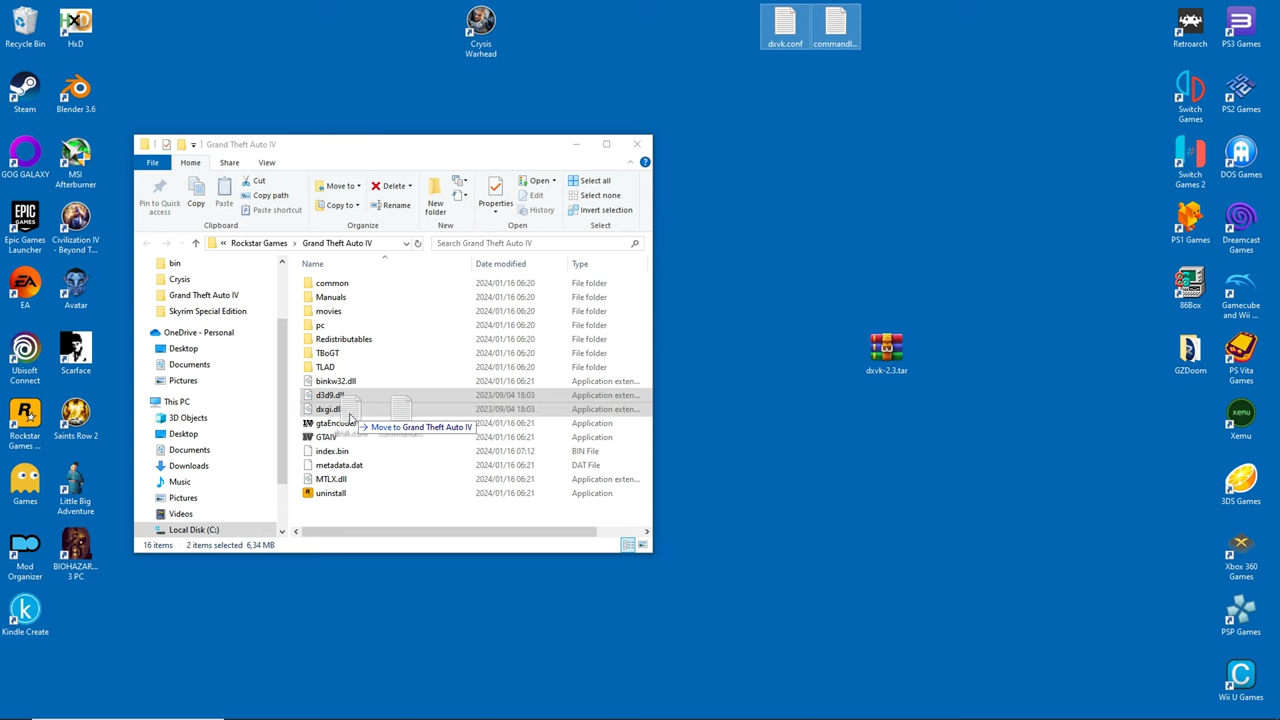 Recycle Bin
HxD
Crysis
Warhead
dxvk.conf
commandl...
Retroarch
PS3 Games
Steam
Blender 3.6
Switch
Games
PS2 Games
GOG GALAXY
MSI
Afterburner
Switch
Games 2
DOS Games
Epic Games
Launcher
Civilization IV
- Beyond T...
PS1 Games
Dreamcast
Games
EA
Avatar
86Box
Gamecube
and Wii ...
Ubisoft
Connect
Scarface
dxvk-2.3.tar
GZDoom
PS Vita
Games
Rockstar
Games ...
Saints Row 2
Xemu
Games
Little Big
Adventure
3DS Games
Mod
Organizer
BIOHAZAR...
3 PC
Xbox 360
Games
Kindle Create
PSP Games
Wii U Games
Grand Theft Auto IV
File
Home
Share
View
Pin to Quick
access
Copy
Paste
Cut
Copy path
Paste shortcut
Clipboard
Move to
Copy to
Delete
Rename
Organize
New
folder
New
Properties
Open
Edit
History
Open
Select all
Select none
Invert selection
Select
« Rockstar Games › Grand Theft Auto IV
Search Grand Theft Auto IV
bin
Crysis
Grand Theft Auto IV
Skyrim Special Edition
OneDrive - Personal
Desktop
Documents
Pictures
This PC
3D Objects
Desktop
Documents
Downloads
Music
Pictures
Videos
Local Disk (C:)
Name Date modified Type
common 2024/01/16 06:20 File folder
Manuals 2024/01/16 06:20 File folder
movies 2024/01/16 06:20 File folder
pc 2024/01/16 06:20 File folder
Redistributables 2024/01/16 06:20 File folder
TBoGT 2024/01/16 06:20 File folder
TLAD 2024/01/16 06:20 File folder
binkw32.dll 2024/01/16 06:21 Application exten...
d3d9.dll 2023/09/04 18:03 Application exten...
dxgi.dll 2023/09/04 18:03 Application exten...
gtaEncoder 2024/01/16 06:21 Application
Move to Grand Theft Auto IV
GTAIV 2024/01/16 06:21 Application
index.bin 2024/01/16 07:12 BIN File
metadata.dat 2024/01/16 06:21 DAT File
MTLX.dll 2024/01/16 06:21 Application exten...
uninstall 2024/01/16 06:21 Application
16 items 2 items selected 6,34 MB